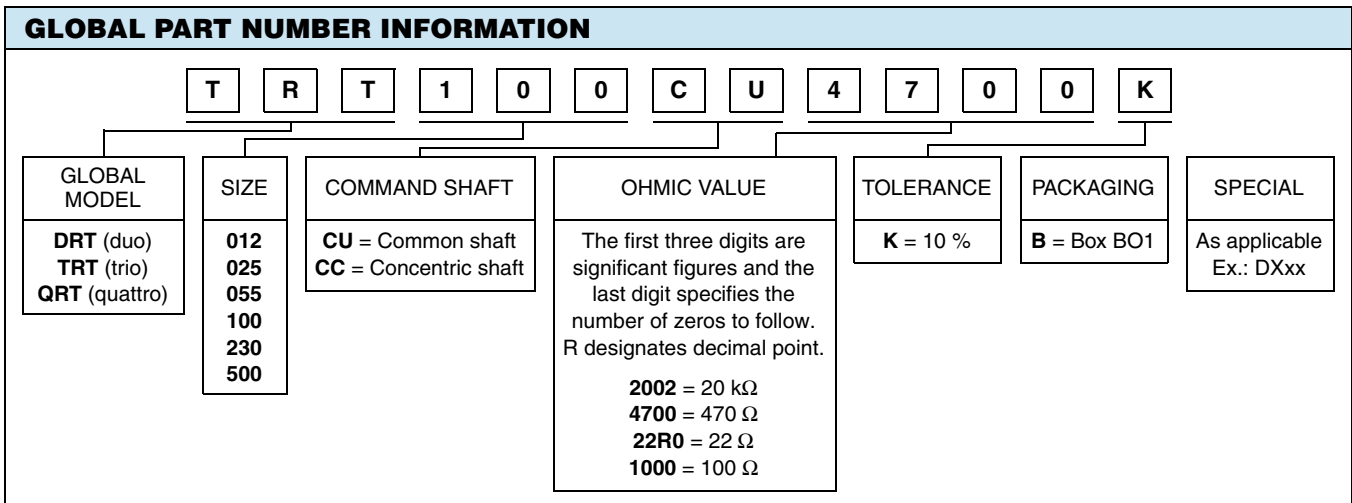 GLOBAL PART NUMBER INFORMATION
T R T 1 0 0 C U 4 7 0 0 K
GLOBAL
MODEL
DRT (duo)
TRT (trio)
QRT (quattro)
SIZE
012
025
055
100
230
500
COMMAND SHAFT
CU = Common shaft
CC = Concentric shaft
OHMIC VALUE
The first three digits are
significant figures and the
last digit specifies the
number of zeros to follow.
R designates decimal point.
2002 = 20 kΩ
4700 = 470 Ω
22R0 = 22 Ω
1000 = 100 Ω
TOLERANCE
K = 10 %
PACKAGING
B = Box BO1
SPECIAL
As applicable
Ex.: DXxx